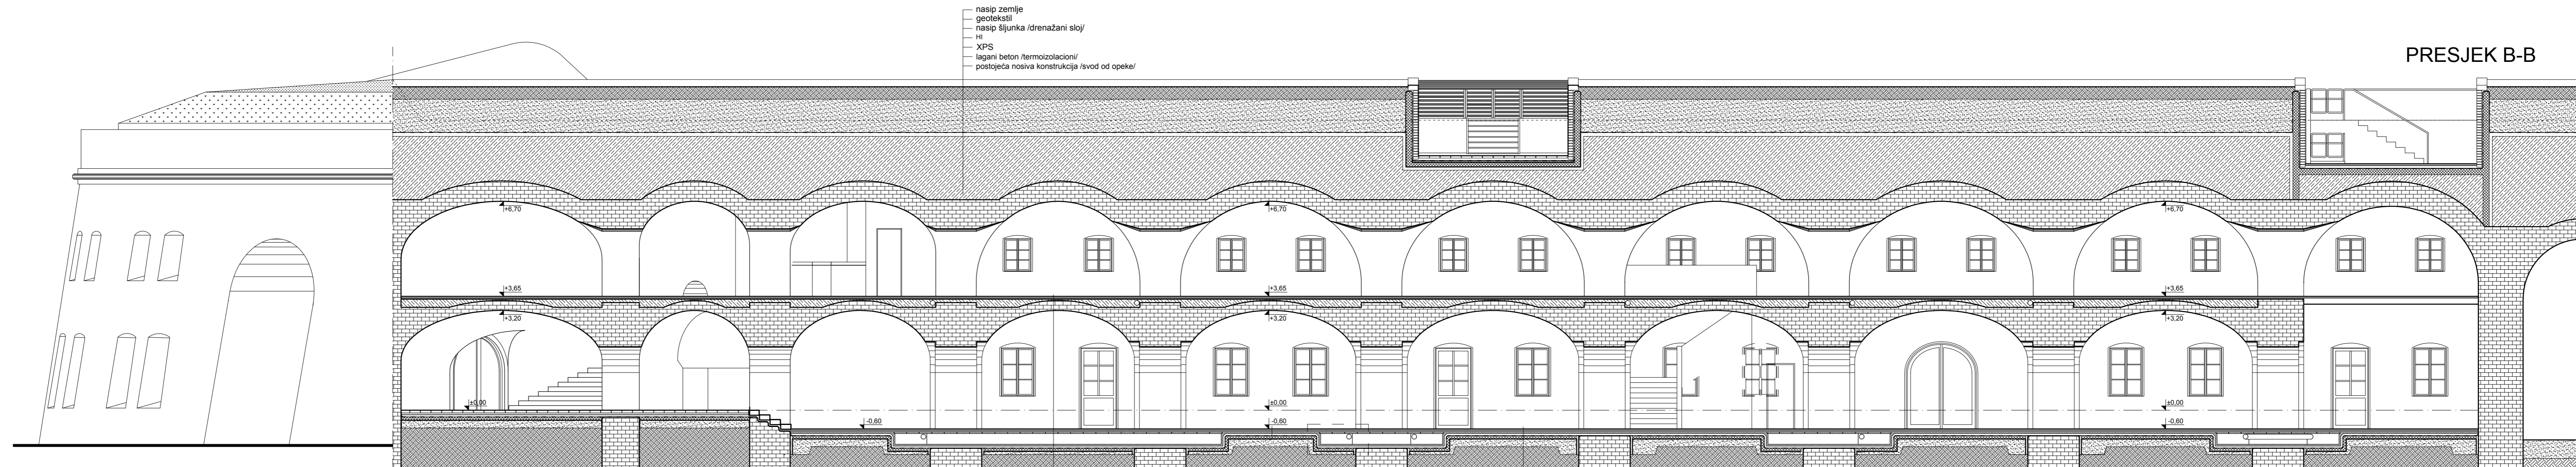 nasip zemlje
geotekstil
nasip šljunka /drenažani sloj/
HI
XPS
lagani beton /termoizolacioni/
postojeća nosiva konstrukcija /svod od opeke/
PRESJEK B-B
+6,70
+6,70
+6,70
+3,65
+3,65
+3,65
+3,20
+3,20
+3,20
±0,00
±0,00
±0,00
-0,60
-0,60
-0,60